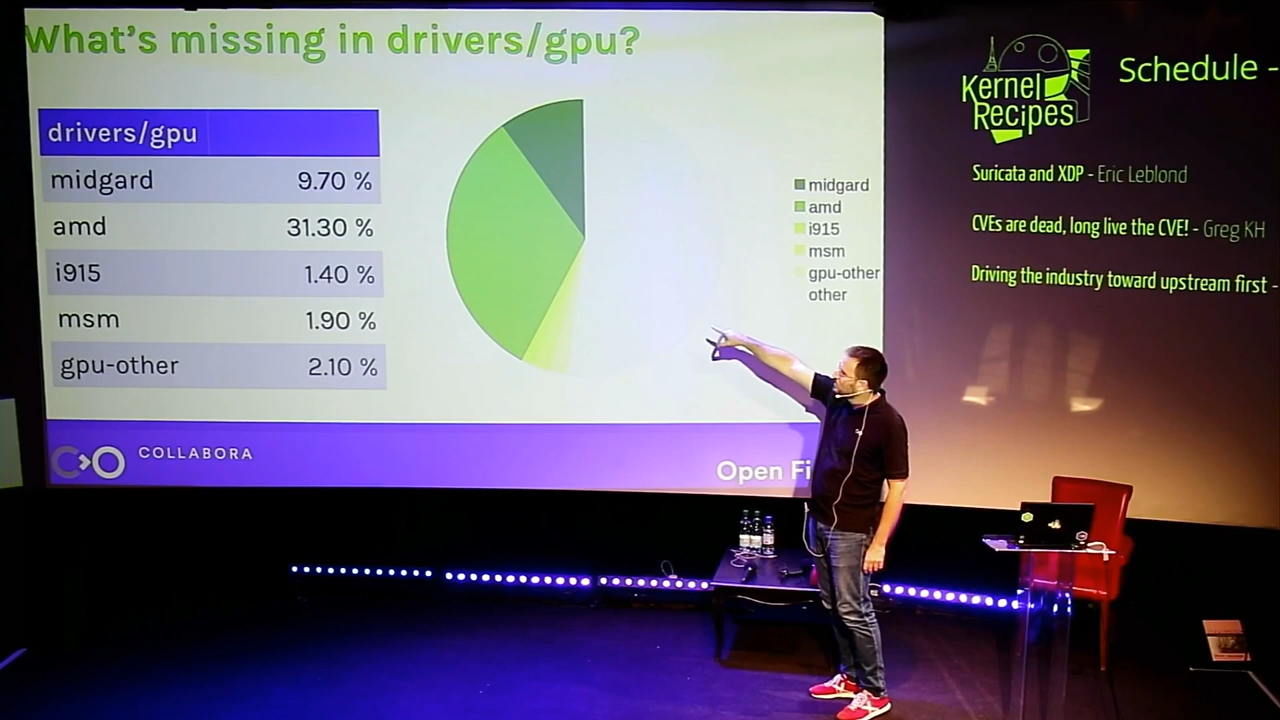 What's missing in drivers/gpu?
drivers/gpu
midgard 9.70 %
amd 31.30 %
i915 1.40 %
msm 1.90 %
gpu-other 2.10 %
midgard
amd
i915
msm
gpu-other
other
COLLABORA
Open Fi
Kernel
Recipes
Schedule -
Suricata and XDP - Eric Leblond
CVEs are dead, long live the CVE! - Greg KH
Driving the industry toward upstream first -